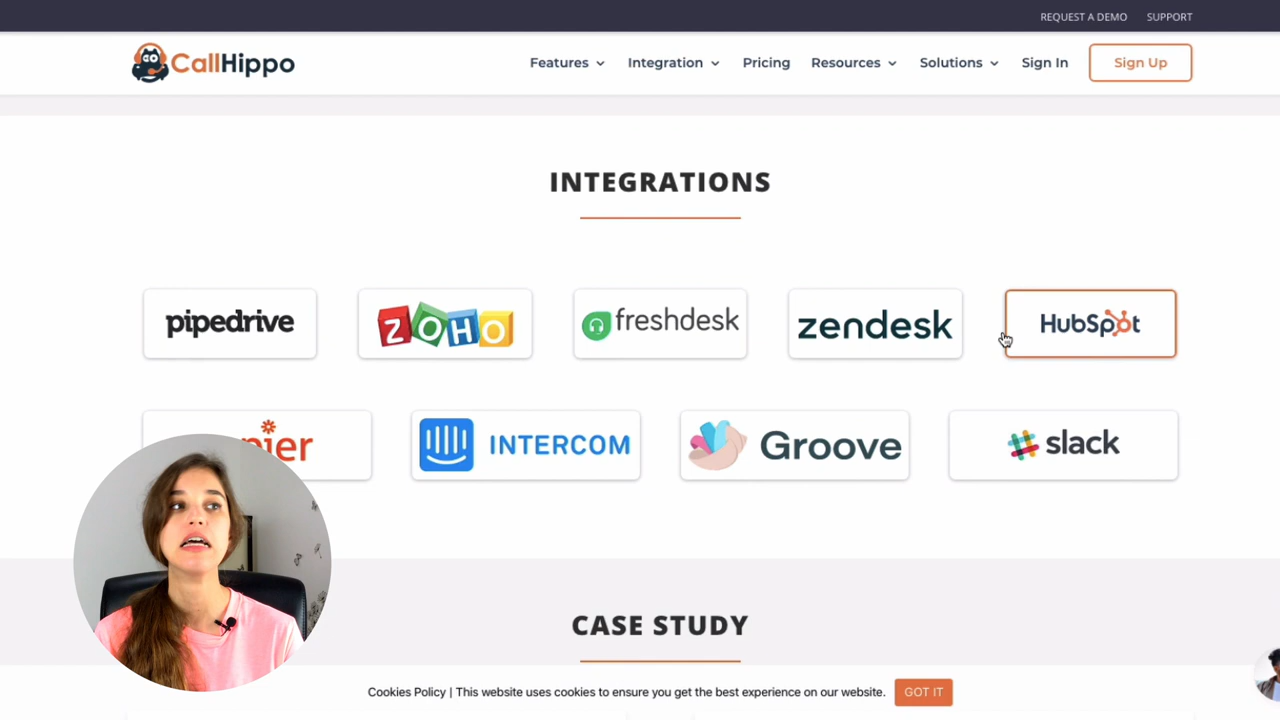 REQUEST A DEMO SUPPORT
CallHippo Features Integration Pricing Resources Solutions Sign In Sign Up
INTEGRATIONS
pipedrive ZOHO freshdesk zendesk HubSpot
INTERCOM Groove slack
CASE STUDY
Cookies Policy | This website uses cookies to ensure you get the best experience on our website. GOT IT